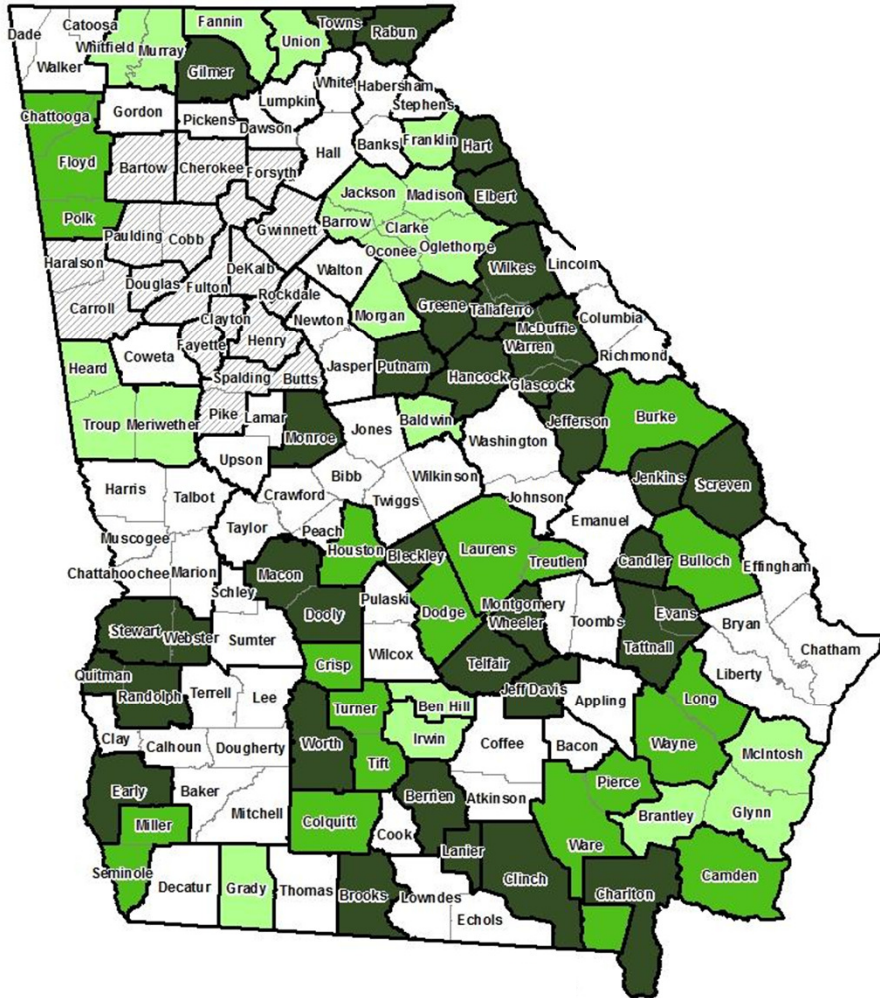 Dade
Catoosa
Whitfield
Murray
Fannin
Union
Towns
Rabun
Walker
Gilmer
White
Habersham
Stephens
Lumpkin
Chattooga
Gordon
Pickens
Dawson
Hall
Banks
Franklin
Hart
Floyd
Bartow
Cherokee
Forsyth
Jackson
Madison
Elbert
Polk
Paulding
Cobb
Gwinnett
Barrow
Clarke
Oconee
Oglethorpe
Haralson
Douglas
Fulton
DeKalb
Walton
Wilkes
Lincoln
Carroll
Rockdale
Clayton
Newton
Morgan
Greene
Taliaferro
McDuffie
Columbia
Fayette
Henry
Warren
Richmond
Heard
Coweta
Spalding
Butts
Jasper
Putnam
Hancock
Glascock
Troup
Meriwether
Pike
Lamar
Monroe
Jones
Baldwin
Washington
Jefferson
Burke
Upson
Harris
Talbot
Crawford
Bibb
Wilkinson
Twiggs
Johnson
Jenkins
Screven
Muscogee
Taylor
Peach
Houston
Bleckley
Laurens
Treutlen
Emanuel
Candler
Bulloch
Effingham
Chattahoochee
Marion
Macon
Schley
Pulaski
Dodge
Montgomery
Wheeler
Toombs
Evans
Tattnall
Bryan
Chatham
Stewart
Webster
Sumter
Dooly
Wilcox
Telfair
Liberty
Quitman
Randolph
Terrell
Lee
Crisp
Jeff Davis
Appling
Long
Clay
Calhoun
Dougherty
Worth
Turner
Ben Hill
Irwin
Coffee
Bacon
Wayne
McIntosh
Early
Baker
Tift
Pierce
Miller
Mitchell
Colquitt
Berrien
Cook
Atkinson
Brantley
Glynn
Ware
Lanier
Seminole
Decatur
Grady
Thomas
Brooks
Lowndes
Echols
Clinch
Charlton
Camden